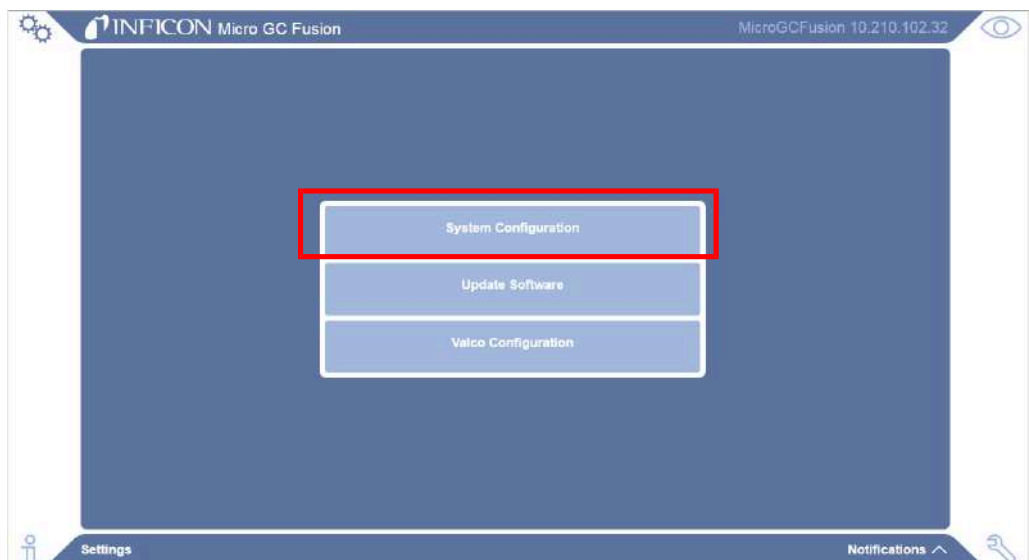 INFICON Micro GC Fusion
MicroGCFusion 10.210.102.32
System Configuration
Update Software
Valco Configuration
Settings
Notifications